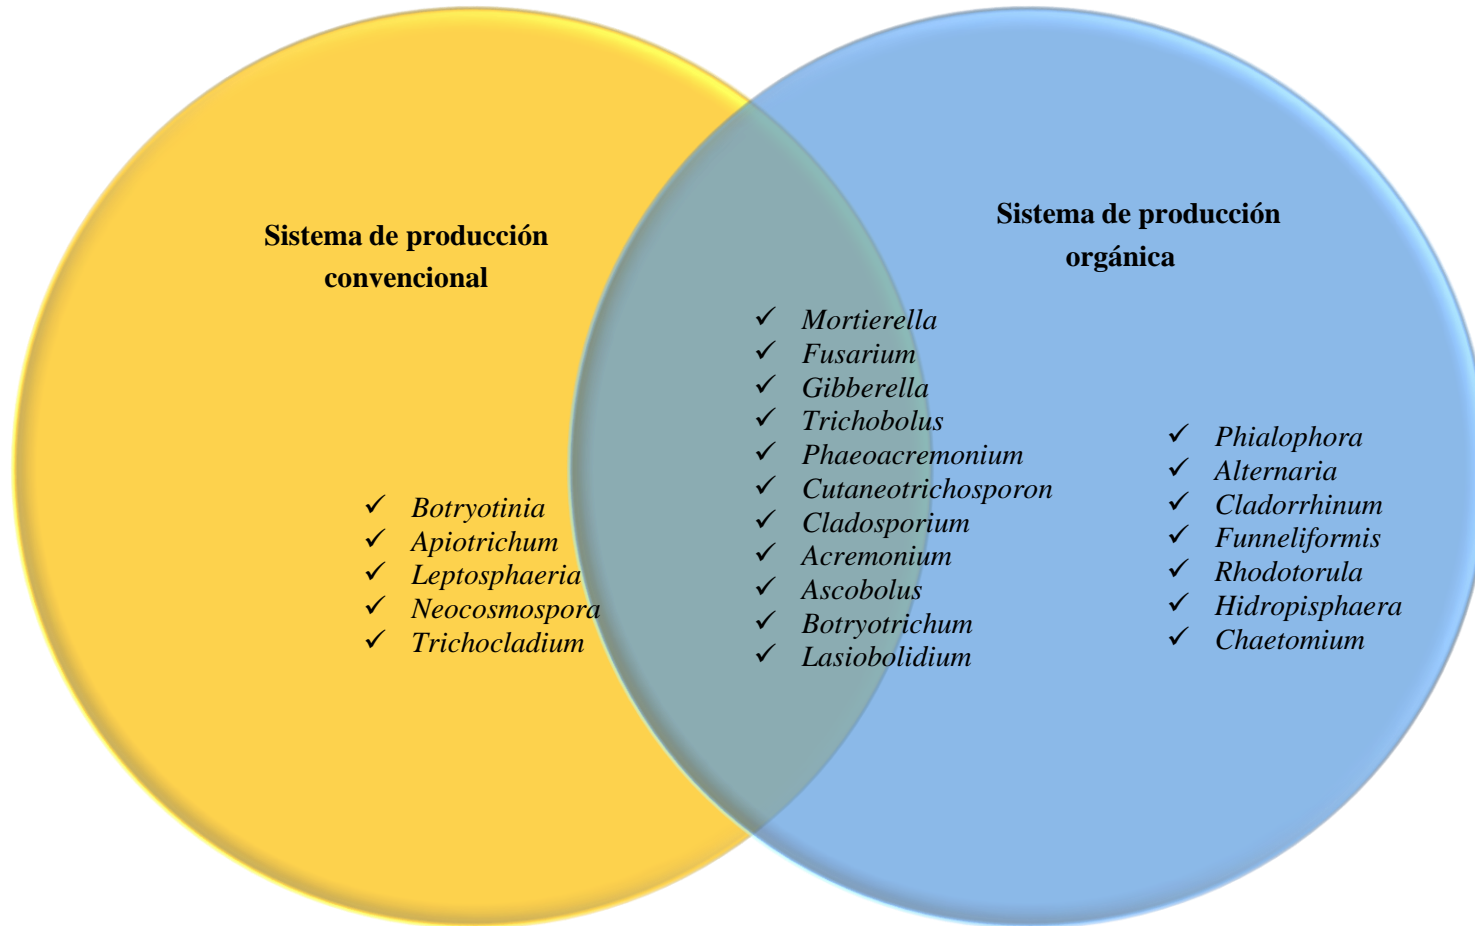 Sistema de producción
convencional
✓ Botryotinia
✓ Apiotrichum
✓ Leptosphaeria
✓ Neocosmospora
✓ Trichocladium
✓ Mortierella
✓ Fusarium
✓ Gibberella
✓ Trichobolus
✓ Phaeoacremonium
✓ Cutaneotrichosporon
✓ Cladosporium
✓ Acremonium
✓ Ascobolus
✓ Botryotrichum
✓ Lasiobolidium
Sistema de producción
orgánica
✓ Phialophora
✓ Alternaria
✓ Cladorrhinum
✓ Funneliformis
✓ Rhodotorula
✓ Hidropisphaera
✓ Chaetomium